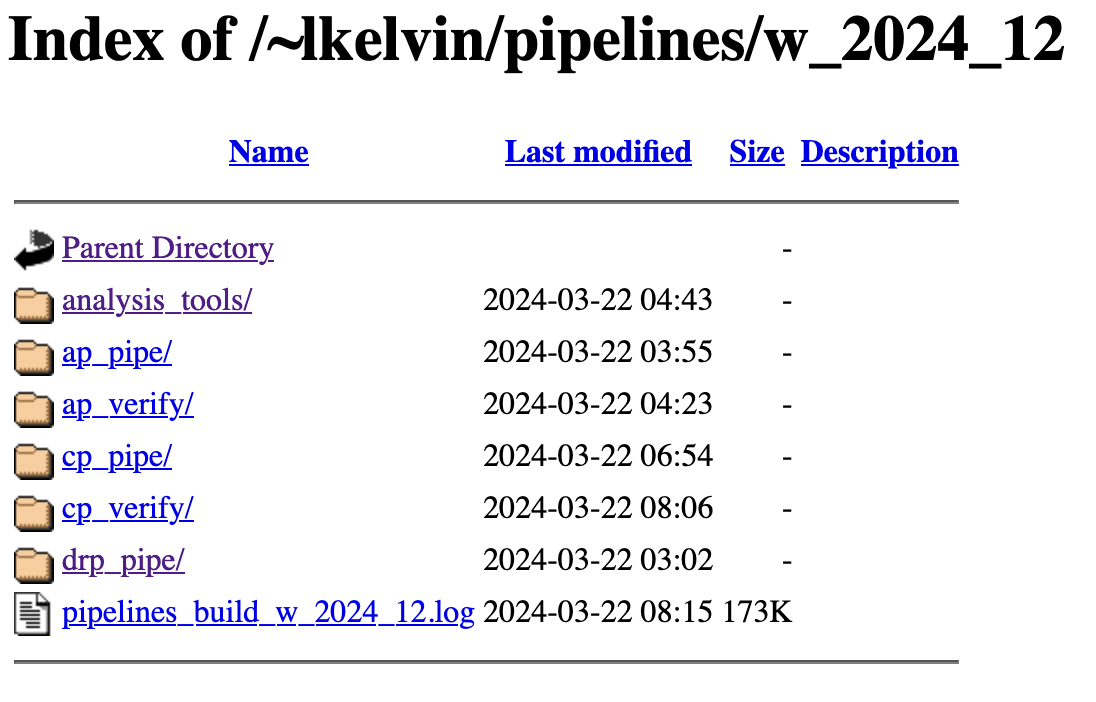 Index of /~lkelvin/pipelines/w_2024_12
Name Last modified Size Description
Parent Directory -
analysis_tools/ 2024-03-22 04:43 -
ap_pipe/ 2024-03-22 03:55 -
ap_verify/ 2024-03-22 04:23 -
cp_pipe/ 2024-03-22 06:54 -
cp_verify/ 2024-03-22 08:06 -
drp_pipe/ 2024-03-22 03:02 -
pipelines_build_w_2024_12.log 2024-03-22 08:15 173K